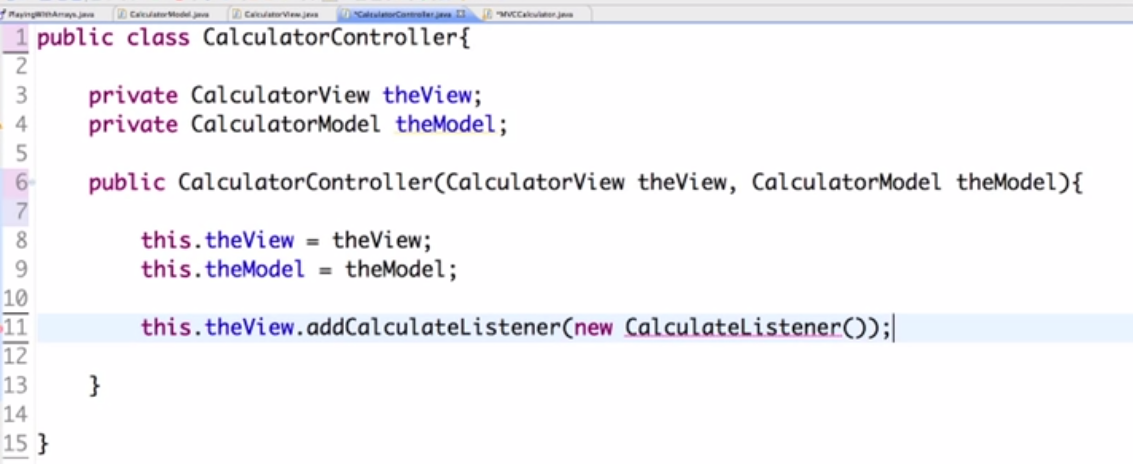 PlayingWithArrays.java CalculatorModel.java CalculatorView.java *CalculatorController.java *MVCCalculator.java
1 public class CalculatorController{
2
3 private CalculatorView theView;
4 private CalculatorModel theModel;
5
6 public CalculatorController(CalculatorView theView, CalculatorModel theModel){
7
8 this.theView = theView;
9 this.theModel = theModel;
10
11 this.theView.addCalculateListener(new CalculateListener());
12
13 }
14
15 }